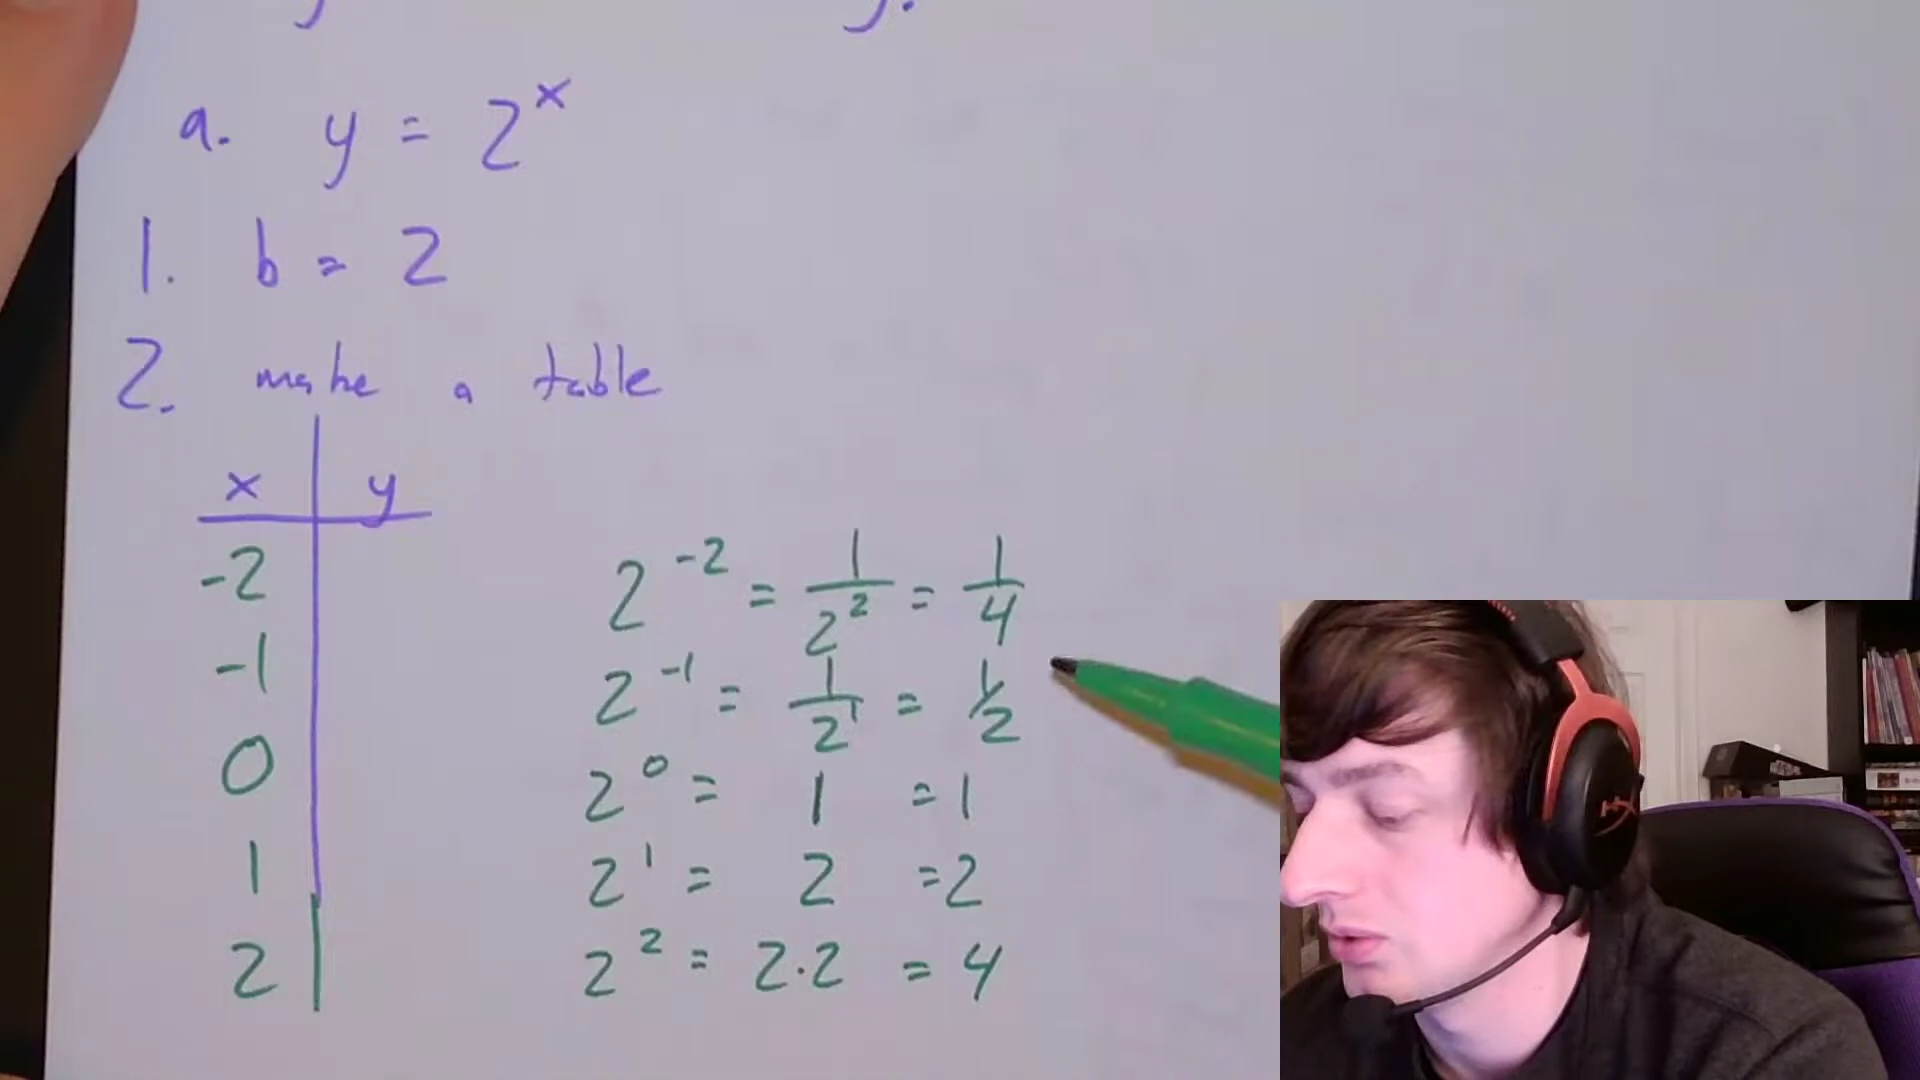 a. y = 2^x
1. b = 2
2. make a table
x | y
-2 2^-2 = 1/2^2 = 1/4
-1 2^-1 = 1/2^1 = 1/2
0 2^0 = 1 = 1
1 2^1 = 2 = 2
2 2^2 = 2·2 = 4